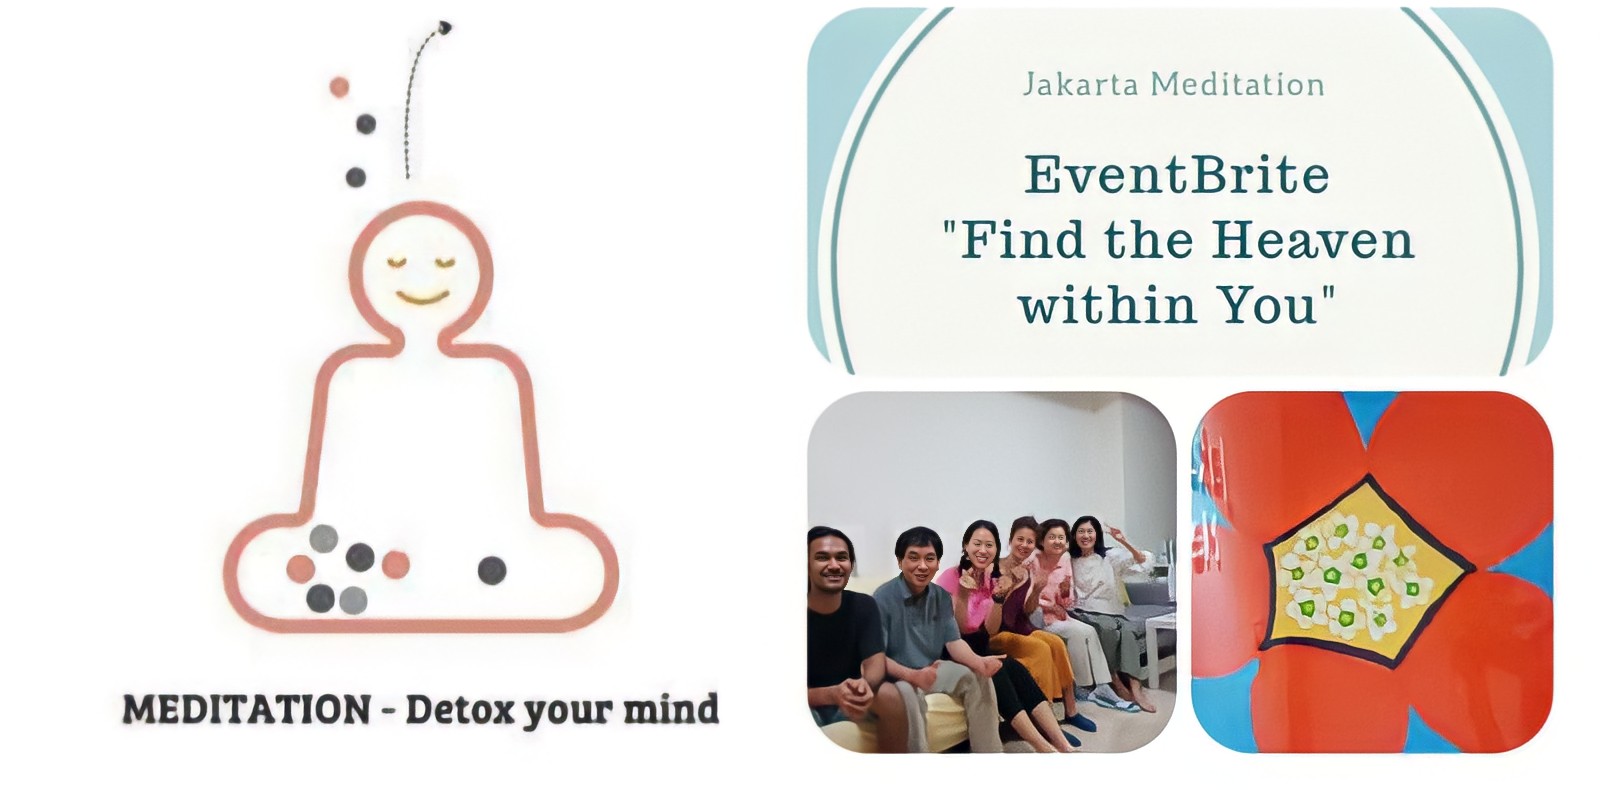 MEDITATION - Detox your mind
Jakarta Meditation
EventBrite
"Find the Heaven
within You"